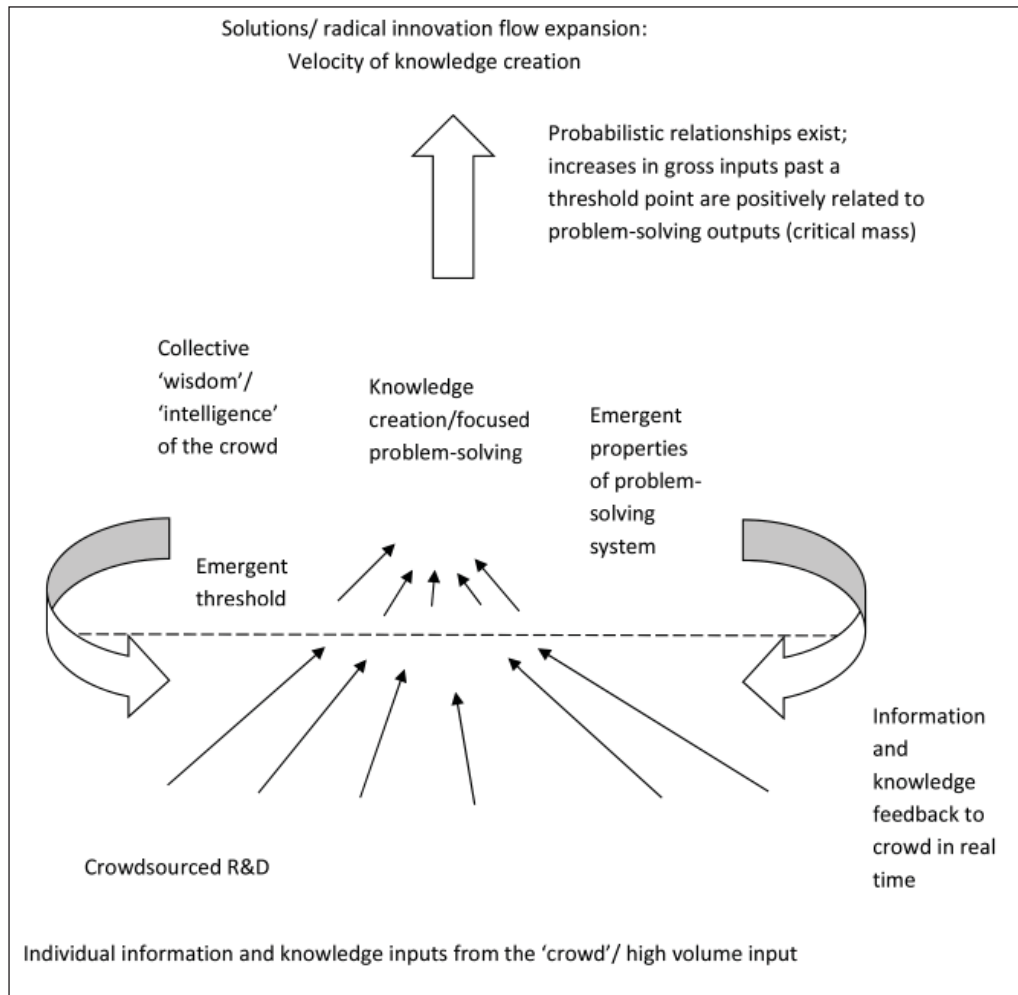 Solutions/ radical innovation flow expansion:
Velocity of knowledge creation
Probabilistic relationships exist;
increases in gross inputs past a
threshold point are positively related to
problem-solving outputs (critical mass)
Collective
‘wisdom’/
‘intelligence’
of the crowd
Knowledge
creation/focused
problem-solving
Emergent
properties
of problem-
solving
system
Emergent
threshold
Information
and
knowledge
feedback to
crowd in real
time
Crowdsourced R&D
Individual information and knowledge inputs from the ‘crowd’/ high volume input